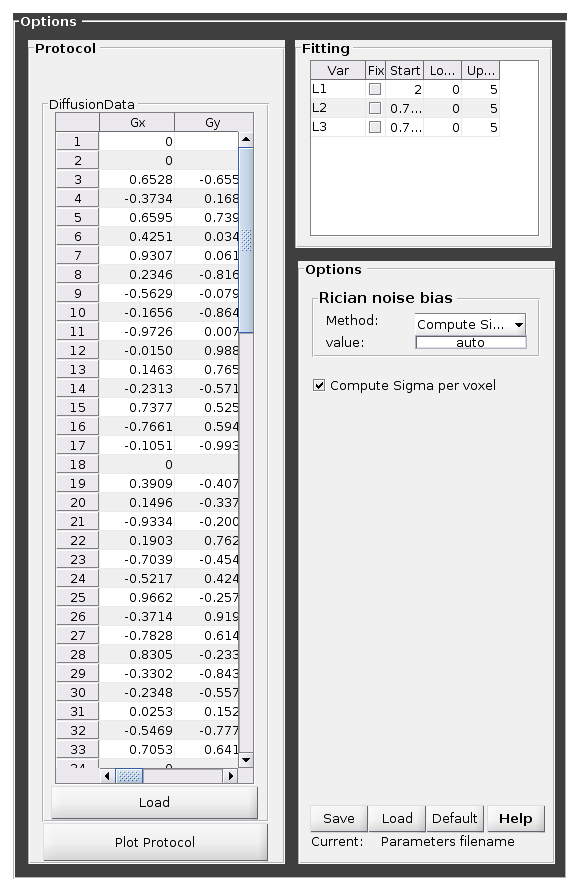 Options
Protocol
DiffusionData
Gx Gy
1 0
2 0
3 0.6528 -0.655
4 -0.3734 0.168
5 0.6595 0.739
6 0.4251 0.034
7 0.9307 0.061
8 0.2346 -0.816
9 -0.5629 -0.079
10 -0.1656 -0.864
11 -0.9726 0.007
12 -0.0150 0.988
13 0.1463 0.765
14 -0.2313 -0.571
15 0.7377 0.525
16 -0.7661 0.594
17 -0.1051 -0.993
18 0
19 0.3909 -0.407
20 0.1496 -0.337
21 -0.9334 -0.200
22 0.1903 0.762
23 -0.7039 -0.454
24 -0.5217 0.424
25 0.9662 -0.257
26 -0.3714 0.919
27 -0.7828 0.614
28 0.8305 -0.233
29 -0.3302 -0.843
30 -0.2348 -0.557
31 0.0253 0.152
32 -0.5469 -0.777
33 0.7053 0.641
34 0
Load
Plot Protocol
Fitting
Var Fix Start Lo... Up...
L1 2 0 5
L2 0.7... 0 5
L3 0.7... 0 5
Options
Rician noise bias
Method: Compute Si...
value: auto
Compute Sigma per voxel
Save Load Default Help
Current: Parameters filename